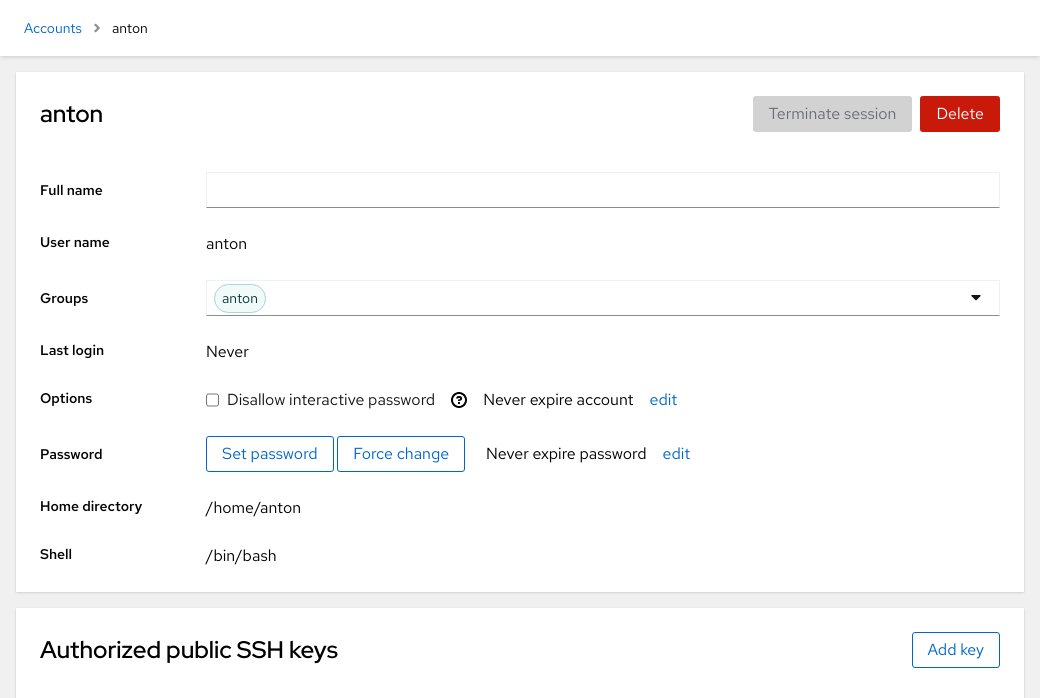 Accounts > anton
anton
Terminate session
Delete
Full name
User name
anton
Groups
anton
Last login
Never
Options
Disallow interactive password
Never expire account
edit
Password
Set password
Force change
Never expire password
edit
Home directory
/home/anton
Shell
/bin/bash
Authorized public SSH keys
Add key